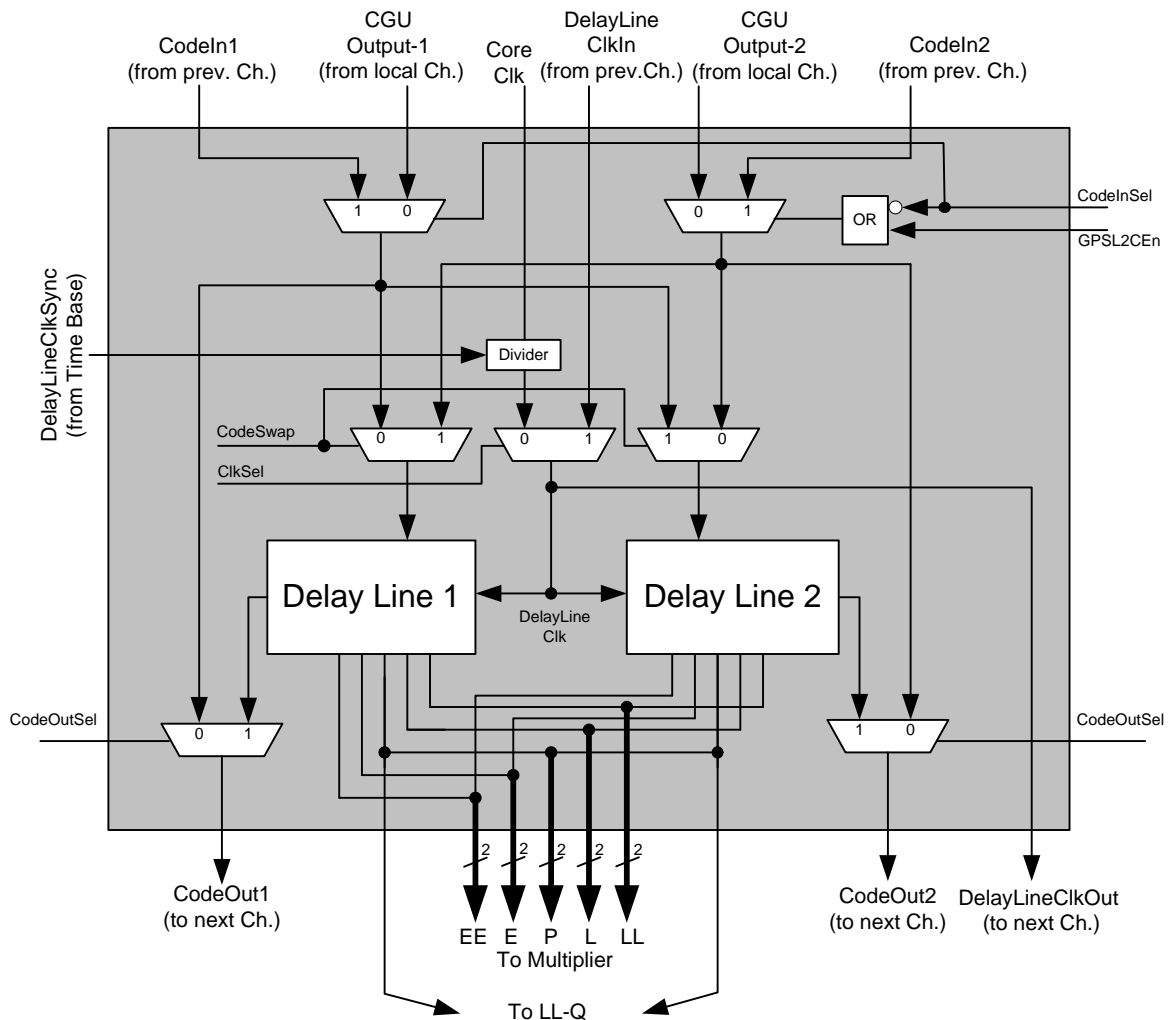 CodeIn1
(from prev. Ch.)
CGU
Output-1
(from local Ch.)
Core
Clk
DelayLine
ClkIn
(from prev.Ch.)
CGU
Output-2
(from local Ch.)
CodeIn2
(from prev. Ch.)
1 0
0 1
OR
CodeInSel
GPSL2CEn
DelayLineClkSync
(from Time Base)
Divider
CodeSwap
0 1
0 1
1 0
ClkSel
Delay Line 1
DelayLine
Clk
Delay Line 2
CodeOutSel
0 1
1 0
CodeOutSel
2 2 2 2 2
CodeOut1
(to next Ch.)
EE E P L LL
To Multiplier
CodeOut2
(to next Ch.)
DelayLineClkOut
(to next Ch.)
To LL-Q